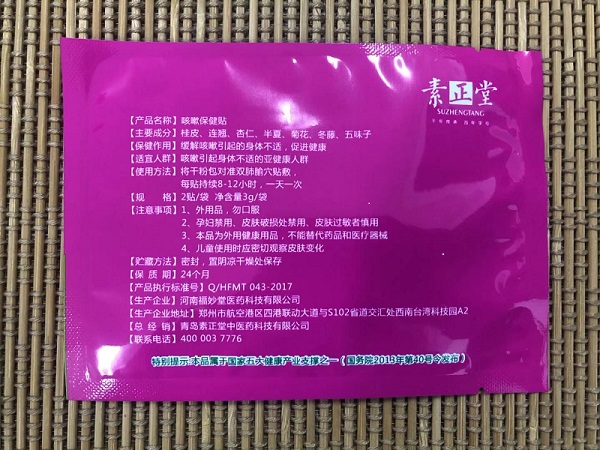 素正堂
SUZHENGTANG
【产品名称】咳嗽保健贴
【主要成分】桂皮、连翘、杏仁、半夏、菊花、冬藤、五味子
【保健作用】缓解咳嗽引起的身体不适，促进健康
【适宜人群】咳嗽引起身体不适的亚健康人群
【使用方法】将干粉包对准双肺腧穴贴敷，
每贴持续8-12小时，一天一次
【规 格】2贴/袋 净含量3g/袋
【注意事项】1、外用品，勿口服
2、孕妇禁用、皮肤破损处禁用、皮肤过敏者慎用
3、本品为外用健康用品，不能替代药品和医疗器械
4、儿童使用时应密切观察皮肤变化
【贮藏方法】密封，置阴凉干燥处保存
【保 质 期】24个月
【产品执行标准号】Q/HFMT 043-2017
【生产企业】河南福妙堂医药科技有限公司
【生产企业地址】郑州市航空港区四港联动大道与S102省道交汇处西南台湾科技园A2
【总 经 销】青岛素正堂中医药科技有限公司
【联系电话】400 003 7776
特别提示:本品属于国家五大健康产业支撑之一（国务院2013年第40号令发布）